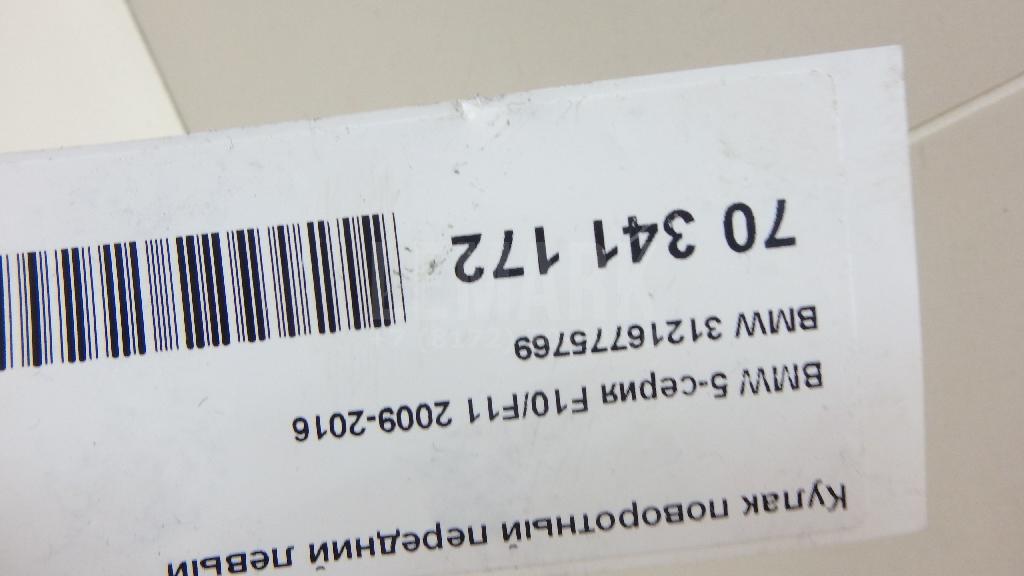 Кулак поворотный передний левый
BMW 5-серия F10/F11 2009-2016
BMW 31216775769
70 341 172